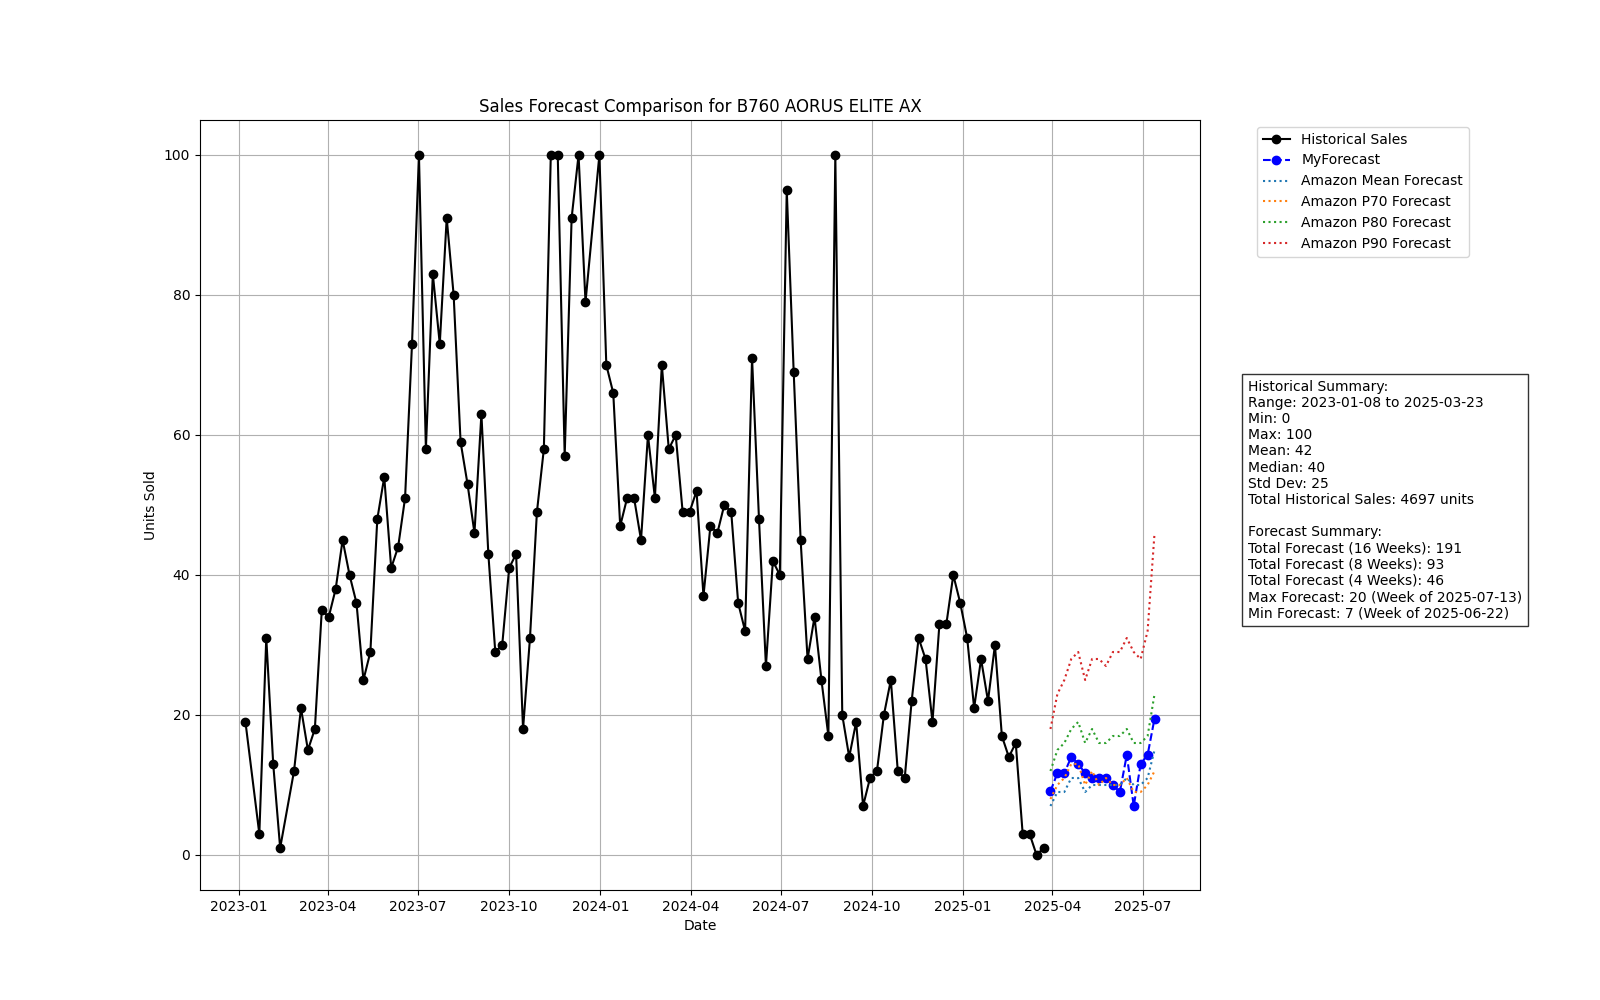 Sales Forecast Comparison for B760 AORUS ELITE AX
Historical Sales
MyForecast
Amazon Mean Forecast
Amazon P70 Forecast
Amazon P80 Forecast
Amazon P90 Forecast
100
80
60
40
20
0
Units Sold
Historical Summary:
Range: 2023-01-08 to 2025-03-23
Min: 0
Max: 100
Mean: 42
Median: 40
Std Dev: 25
Total Historical Sales: 4697 units
Forecast Summary:
Total Forecast (16 Weeks): 191
Total Forecast (8 Weeks): 93
Total Forecast (4 Weeks): 46
Max Forecast: 20 (Week of 2025-07-13)
Min Forecast: 7 (Week of 2025-06-22)
2023-01 2023-04 2023-07 2023-10 2024-01 2024-04 2024-07 2024-10 2025-01 2025-04 2025-07
Date